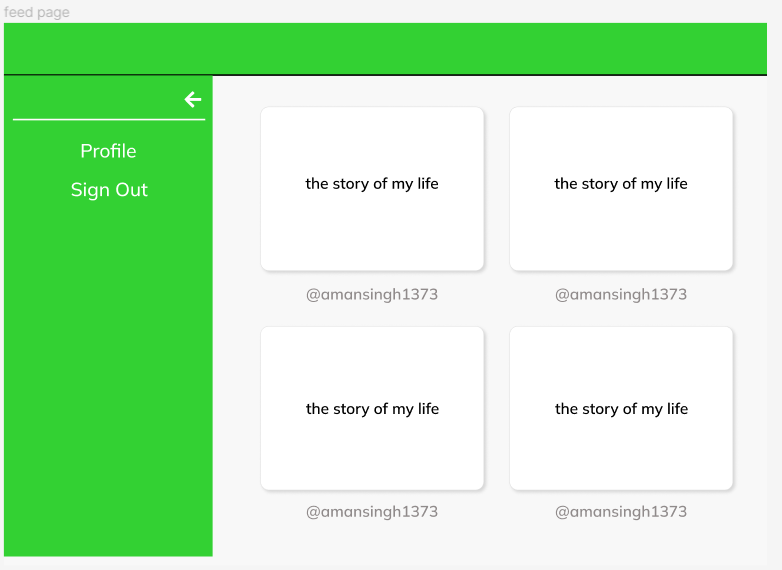 feed page
Profile
Sign Out
the story of my life
the story of my life
@amansingh1373
@amansingh1373
the story of my life
the story of my life
@amansingh1373
@amansingh1373